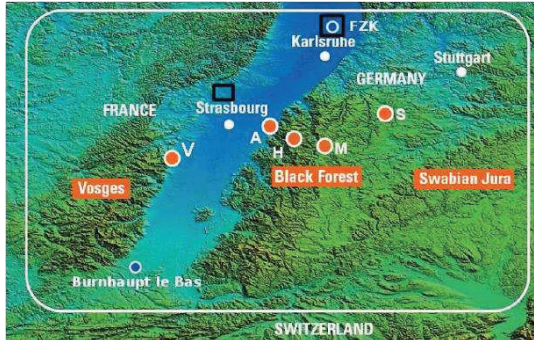 FZK
Karlsruhe
Stuttgart
GERMANY
FRANCE
Strasbourg
S
A
H
M
V
Vosges
Black Forest
Swabian Jura
Burnhaupt le Bas
SWITZERLAND